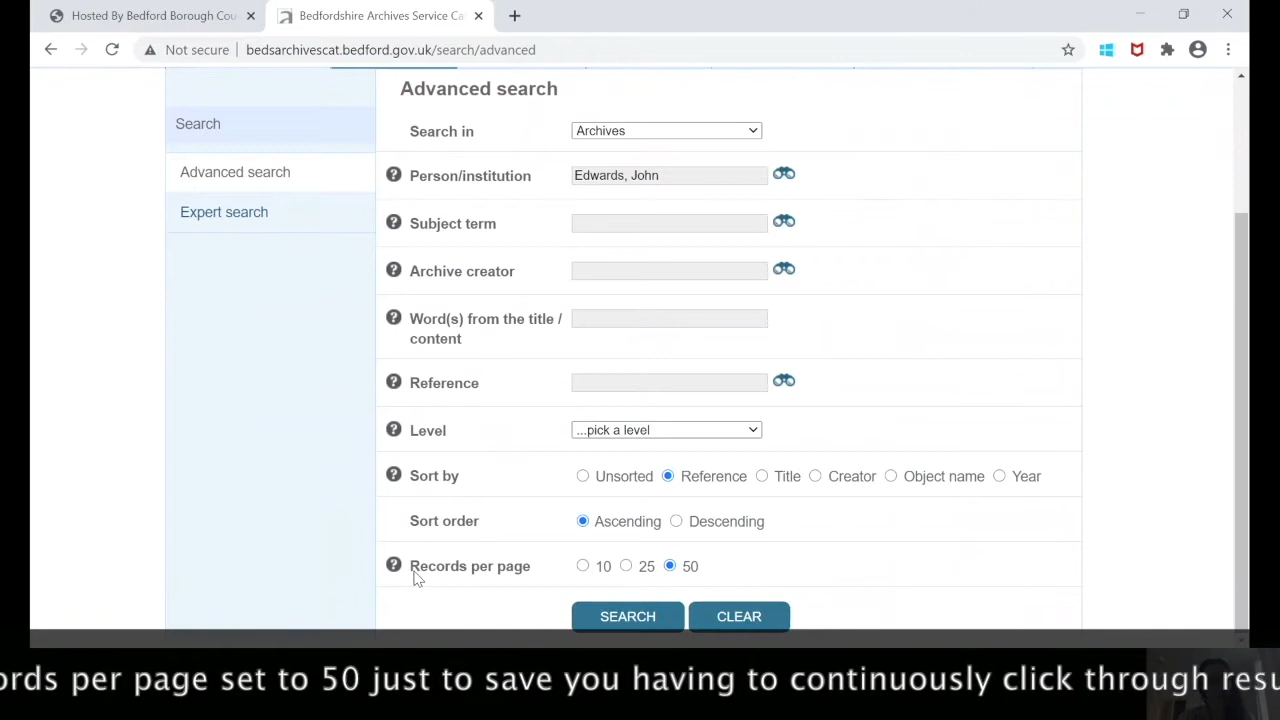 Hosted By Bedford Borough Cou
Bedfordshire Archives Service Ca
Not secure | bedsarchivescat.bedford.gov.uk/search/advanced
Advanced search
Search
Advanced search
Expert search
Search in Archives
Person/institution Edwards, John
Subject term
Archive creator
Word(s) from the title /
content
Reference
Level ...pick a level
Sort by Unsorted Reference Title Creator Object name Year
Sort order Ascending Descending
Records per page 10 25 50
SEARCH CLEAR
ords per page set to 50 just to save you having to continuously click through resu